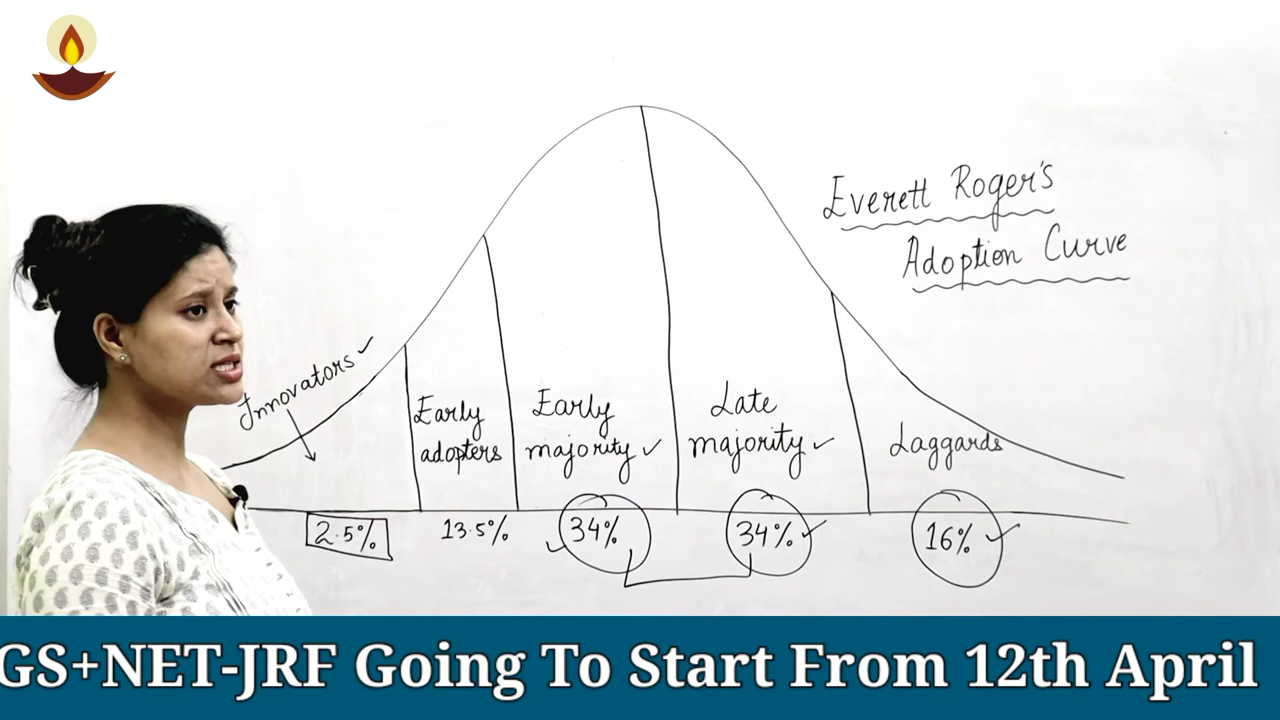 Everett Roger's
Adoption Curve
Innovators
Early
adopters
Early
majority
Late
majority
Laggards
2.5%
13.5%
34%
34%
16%
GS+NET-JRF Going To Start From 12th April